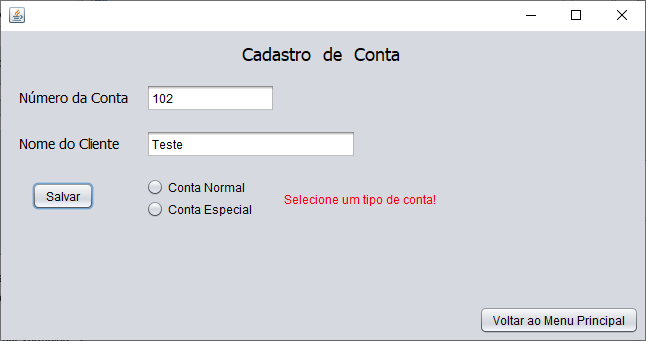 Cadastro de Conta
Número da Conta 102
Nome do Cliente Teste
Salvar
Conta Normal
Conta Especial
Selecione um tipo de conta!
Voltar ao Menu Principal